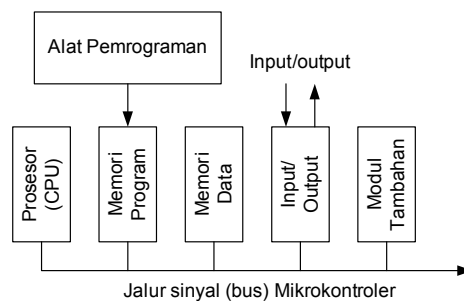 Alat Pemrograman
Input/output
Prosesor
(CPU)
Memori
Program
Memori
Data
Input/
Output
Modul
Tambahan
Jalur sinyal (bus) Mikrokontroler